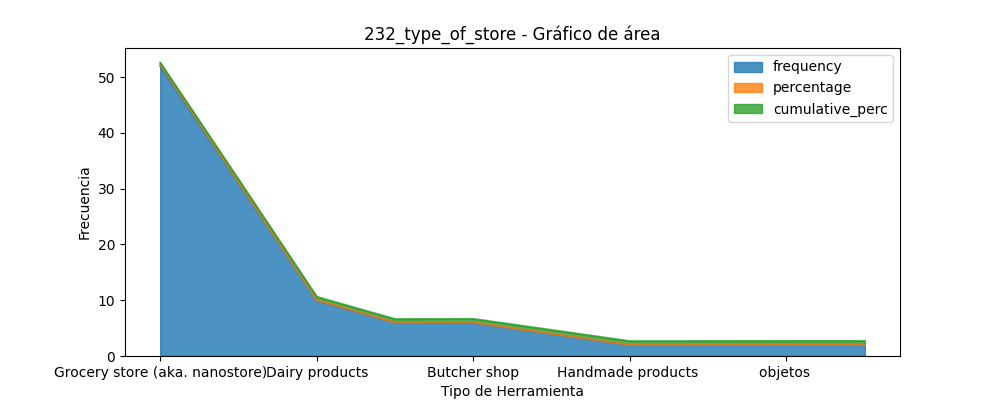 232_type_of_store - Gráfico de área
frequency
percentage
cumulative_perc
Frecuencia
50
40
30
20
10
0
Grocery store (aka. nanostore) Dairy products Butcher shop Handmade products objetos
Tipo de Herramienta